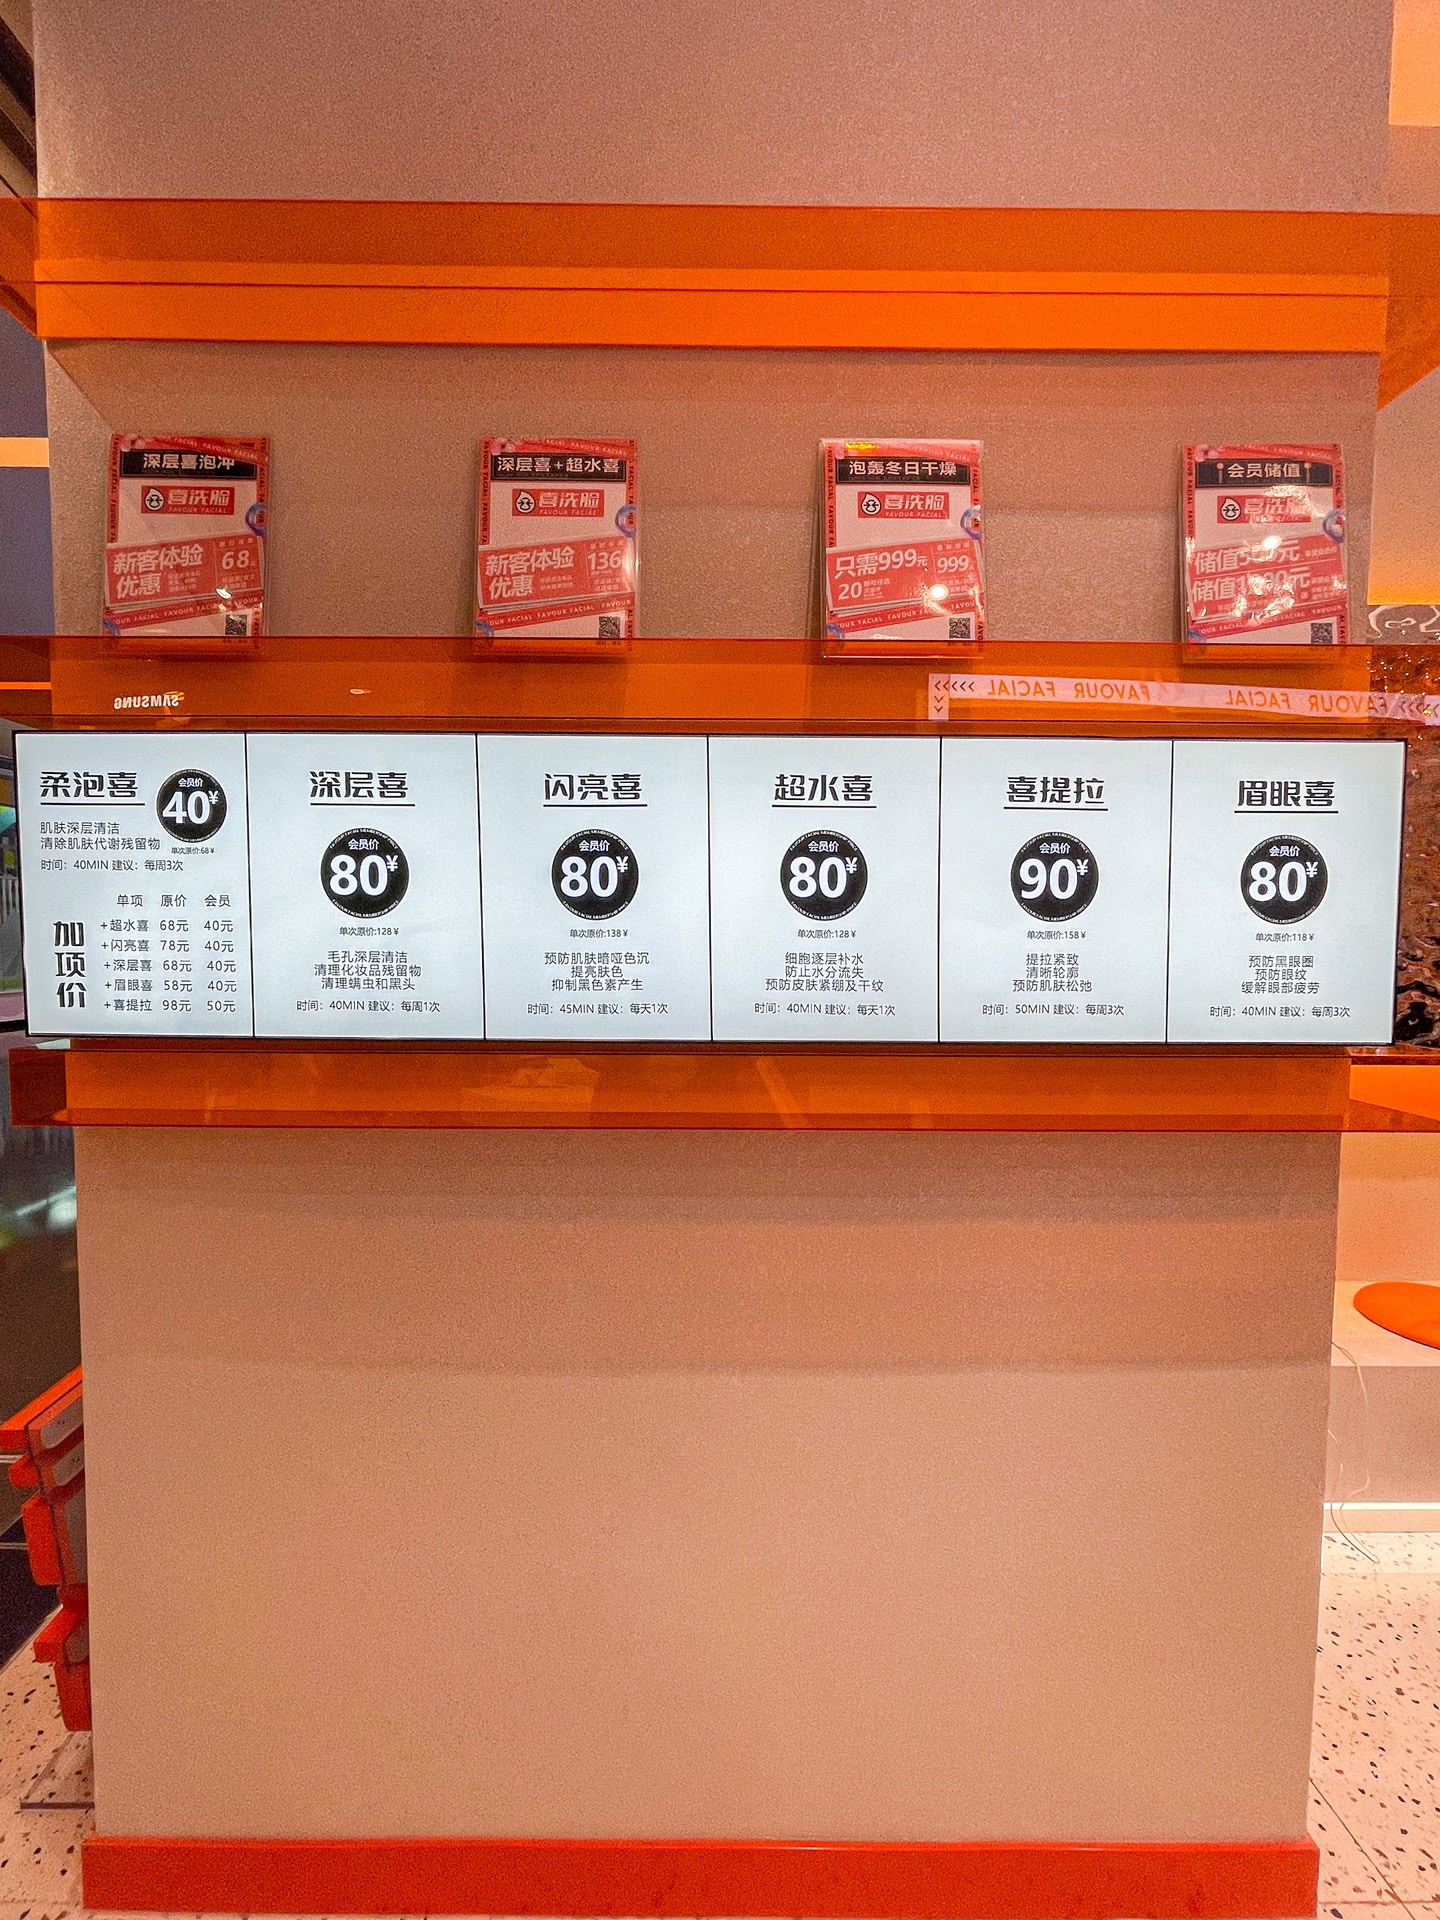 深层喜泡冲
喜洗脸
FAVOUR FACIAL
新客体验
优惠
68
深层喜+超水喜
喜洗脸
FAVOUR FACIAL
新客体验
优惠
136
泡轰冬日干燥
喜洗脸
FAVOUR FACIAL
只需999元
20
999
会员储值
喜洗脸
储值
储值
OUR FACIAL FAVOUR
SAMSUNG
FAVOUR FACIAL FAVOUR FACIAL
柔泡喜
会员价
40¥
单次原价:68¥
肌肤深层清洁
清除肌肤代谢残留物
时间：40MIN 建议：每周3次
加项价
单项 原价 会员
+超水喜 68元 40元
+闪亮喜 78元 40元
+深层喜 68元 40元
+眉眼喜 58元 40元
+喜提拉 98元 50元
深层喜
会员价
80¥
单次原价:128¥
毛孔深层清洁
清理化妆品残留物
清理螨虫和黑头
时间：40MIN 建议：每周1次
闪亮喜
会员价
80¥
单次原价:138¥
预防肌肤暗哑色沉
提亮肤色
抑制黑色素产生
时间：45MIN 建议：每天1次
超水喜
会员价
80¥
单次原价:128¥
细胞逐层补水
防止水分流失
预防皮肤紧绷及干纹
时间：40MIN 建议：每天1次
喜提拉
会员价
90¥
单次原价:158¥
提拉紧致
清晰轮廓
预防肌肤松弛
时间：50MIN 建议：每周3次
眉眼喜
会员价
80¥
单次原价:118¥
预防黑眼圈
预防眼纹
缓解眼部疲劳
时间：40MIN 建议：每周3次